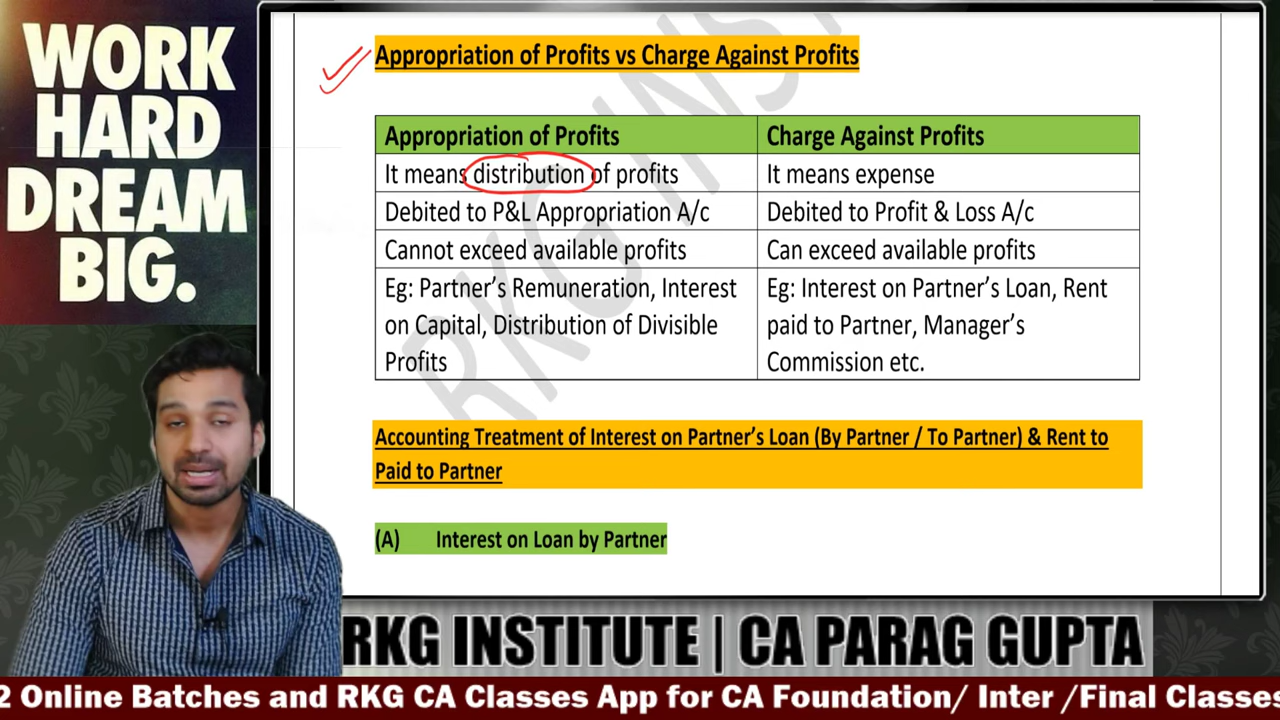 WORK
HARD
DREAM
BIG.
Appropriation of Profits vs Charge Against Profits
Appropriation of Profits
Charge Against Profits
It means distribution of profits
It means expense
Debited to P&L Appropriation A/c
Debited to Profit & Loss A/c
Cannot exceed available profits
Can exceed available profits
Eg: Partner’s Remuneration, Interest
on Capital, Distribution of Divisible
Profits
Eg: Interest on Partner’s Loan, Rent
paid to Partner, Manager’s
Commission etc.
Accounting Treatment of Interest on Partner’s Loan (By Partner / To Partner) & Rent to
Paid to Partner
(A) Interest on Loan by Partner
RKG INST
RKG INSTITUTE | CA PARAG GUPTA
2 Online Batches and RKG CA Classes App for CA Foundation/ Inter /Final Classes